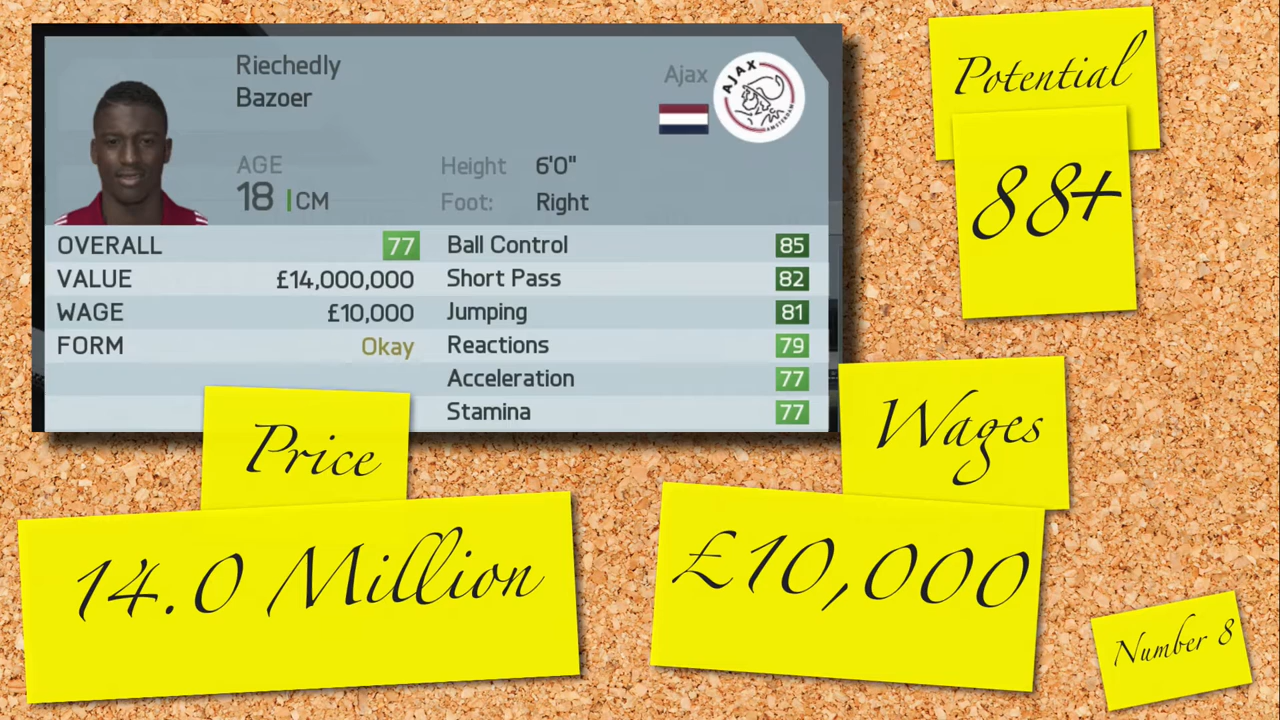 Riechedly
Bazoer
Ajax
AJAX
AMSTERDAM
AGE
18 CM
Height 6'0"
Foot: Right
OVERALL 77
VALUE £14,000,000
WAGE £10,000
FORM Okay
Ball Control 85
Short Pass 82
Jumping 81
Reactions 79
Acceleration 77
Stamina 77
Potential
88+
Price
14.0 Million
Wages
£10,000
Number 8